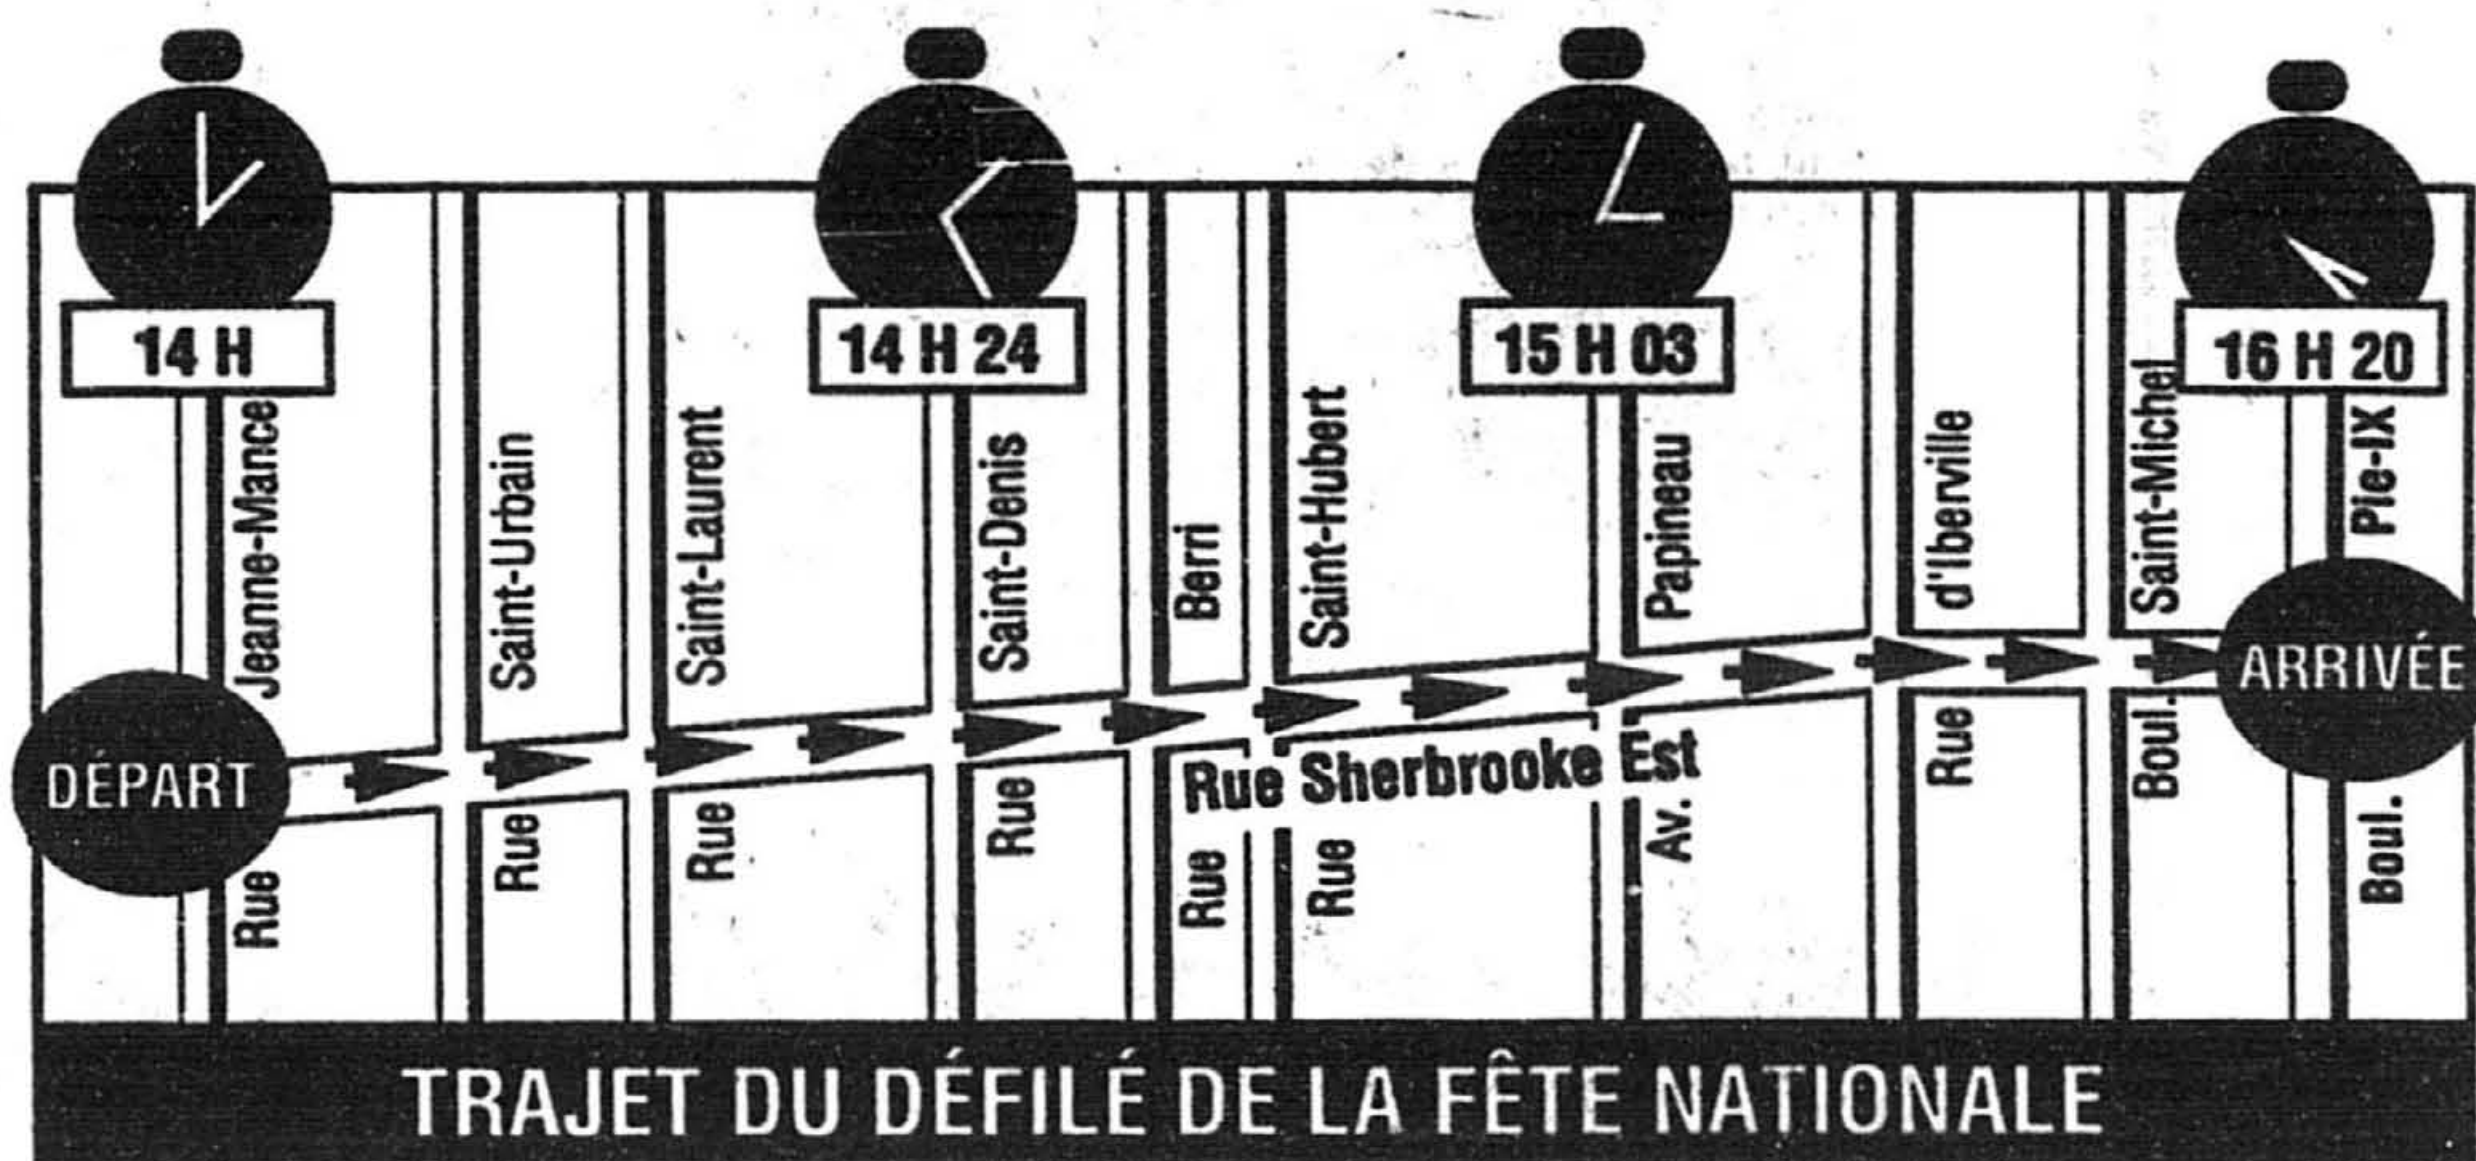 14 H
14 H 24
15 H 03
16 H 20
Rue Jeanne-Mance
Rue Saint-Urbain
Rue Saint-Laurent
Rue Saint-Denis
Rue Berri
Rue Saint-Hubert
Av. Papineau
Rue d'Iberville
Boul. Saint-Michel
Boul. Pie-IX
DÉPART
Rue Sherbrooke Est
ARRIVÉE
TRAJET DU DÉFILÉ DE LA FÊTE NATIONALE